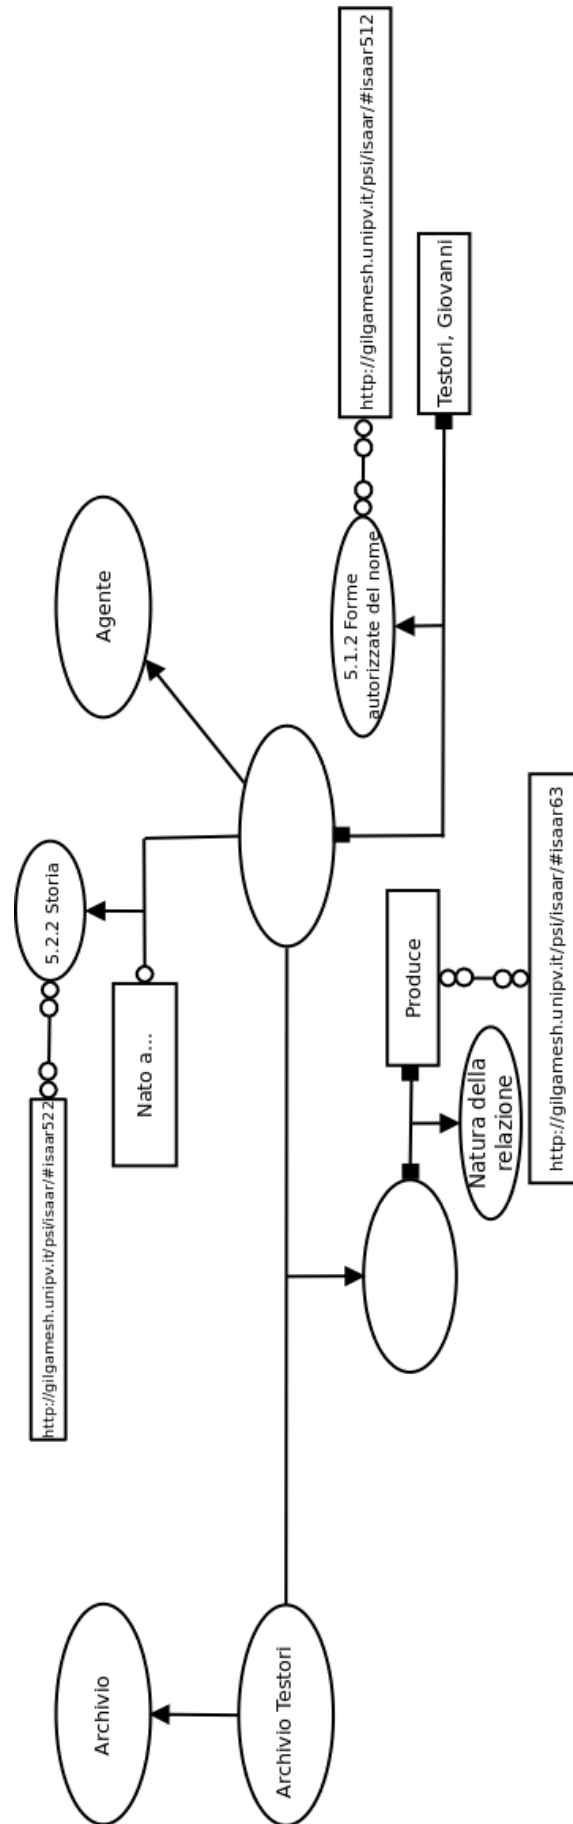 Archivio
Archivio Testori
http://gilgamesh.unipv.it/psi/isaar/#isaar522
5.2.2 Storia
Nato a...
Agente
Natura della
relazione
Produce
http://gilgamesh.unipv.it/psi/isaar/#isaar63
5.1.2 Forme
autorizzate del nome
http://gilgamesh.unipv.it/psi/isaar/#isaar512
Testori, Giovanni